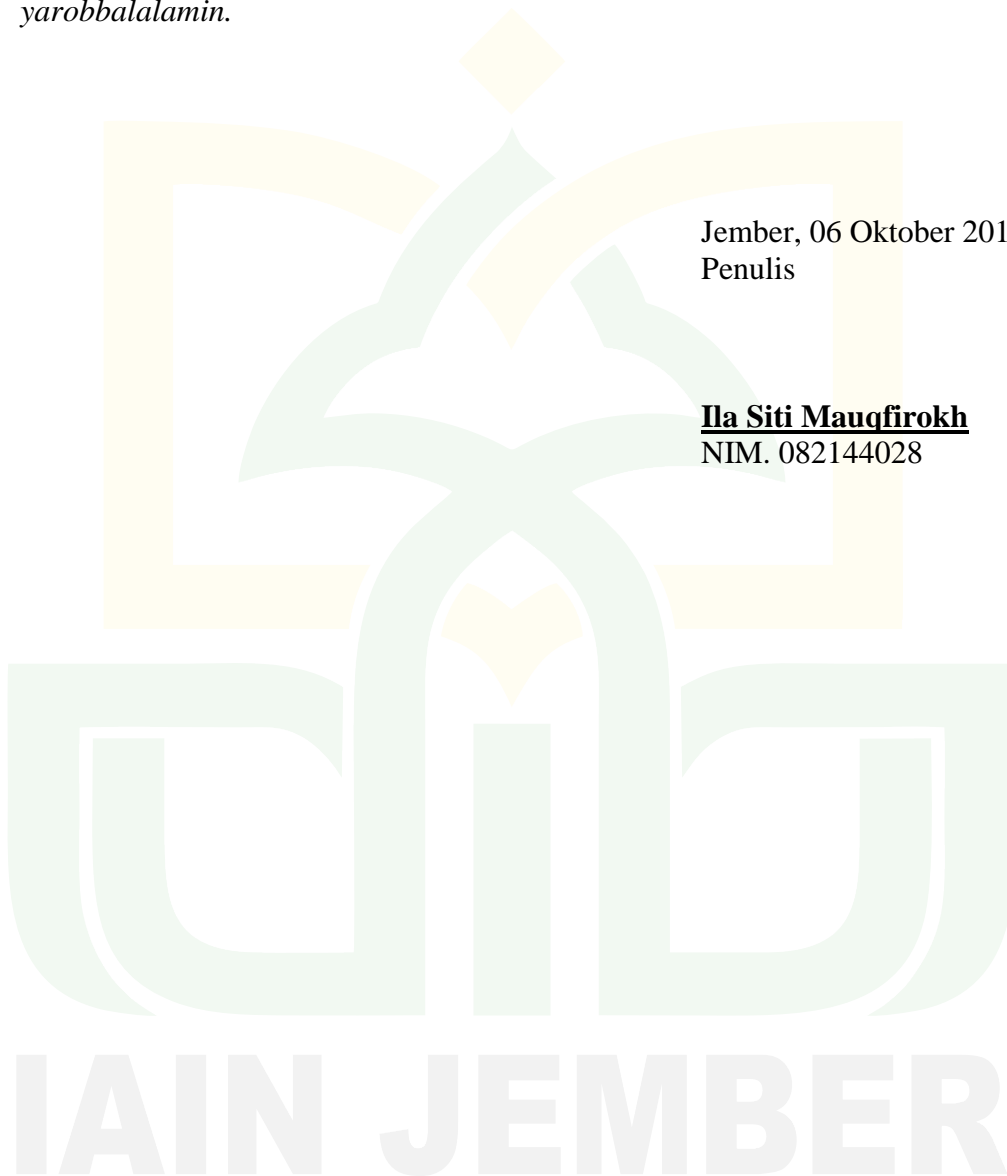 yarobbalalamin.
Jember, 06 Oktober 201
Penulis
Ila Siti Mauqfirokh
NIM. 082144028
IAIN JEMBER